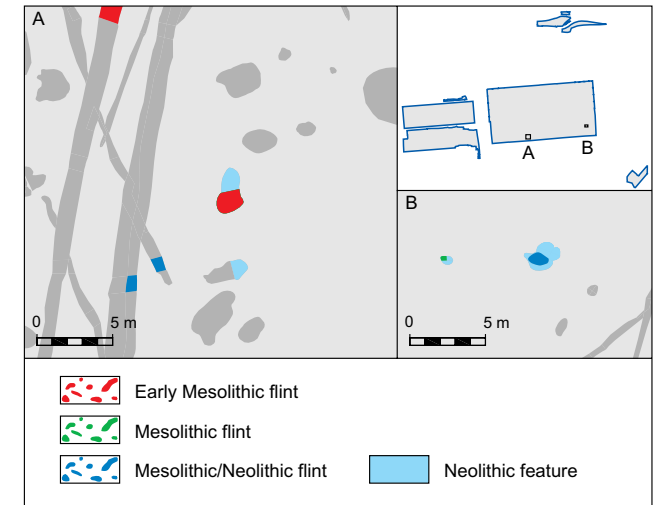 A
A
B
B
0
5 m
0
5 m
Early Mesolithic flint
Mesolithic flint
Mesolithic/Neolithic flint
Neolithic feature